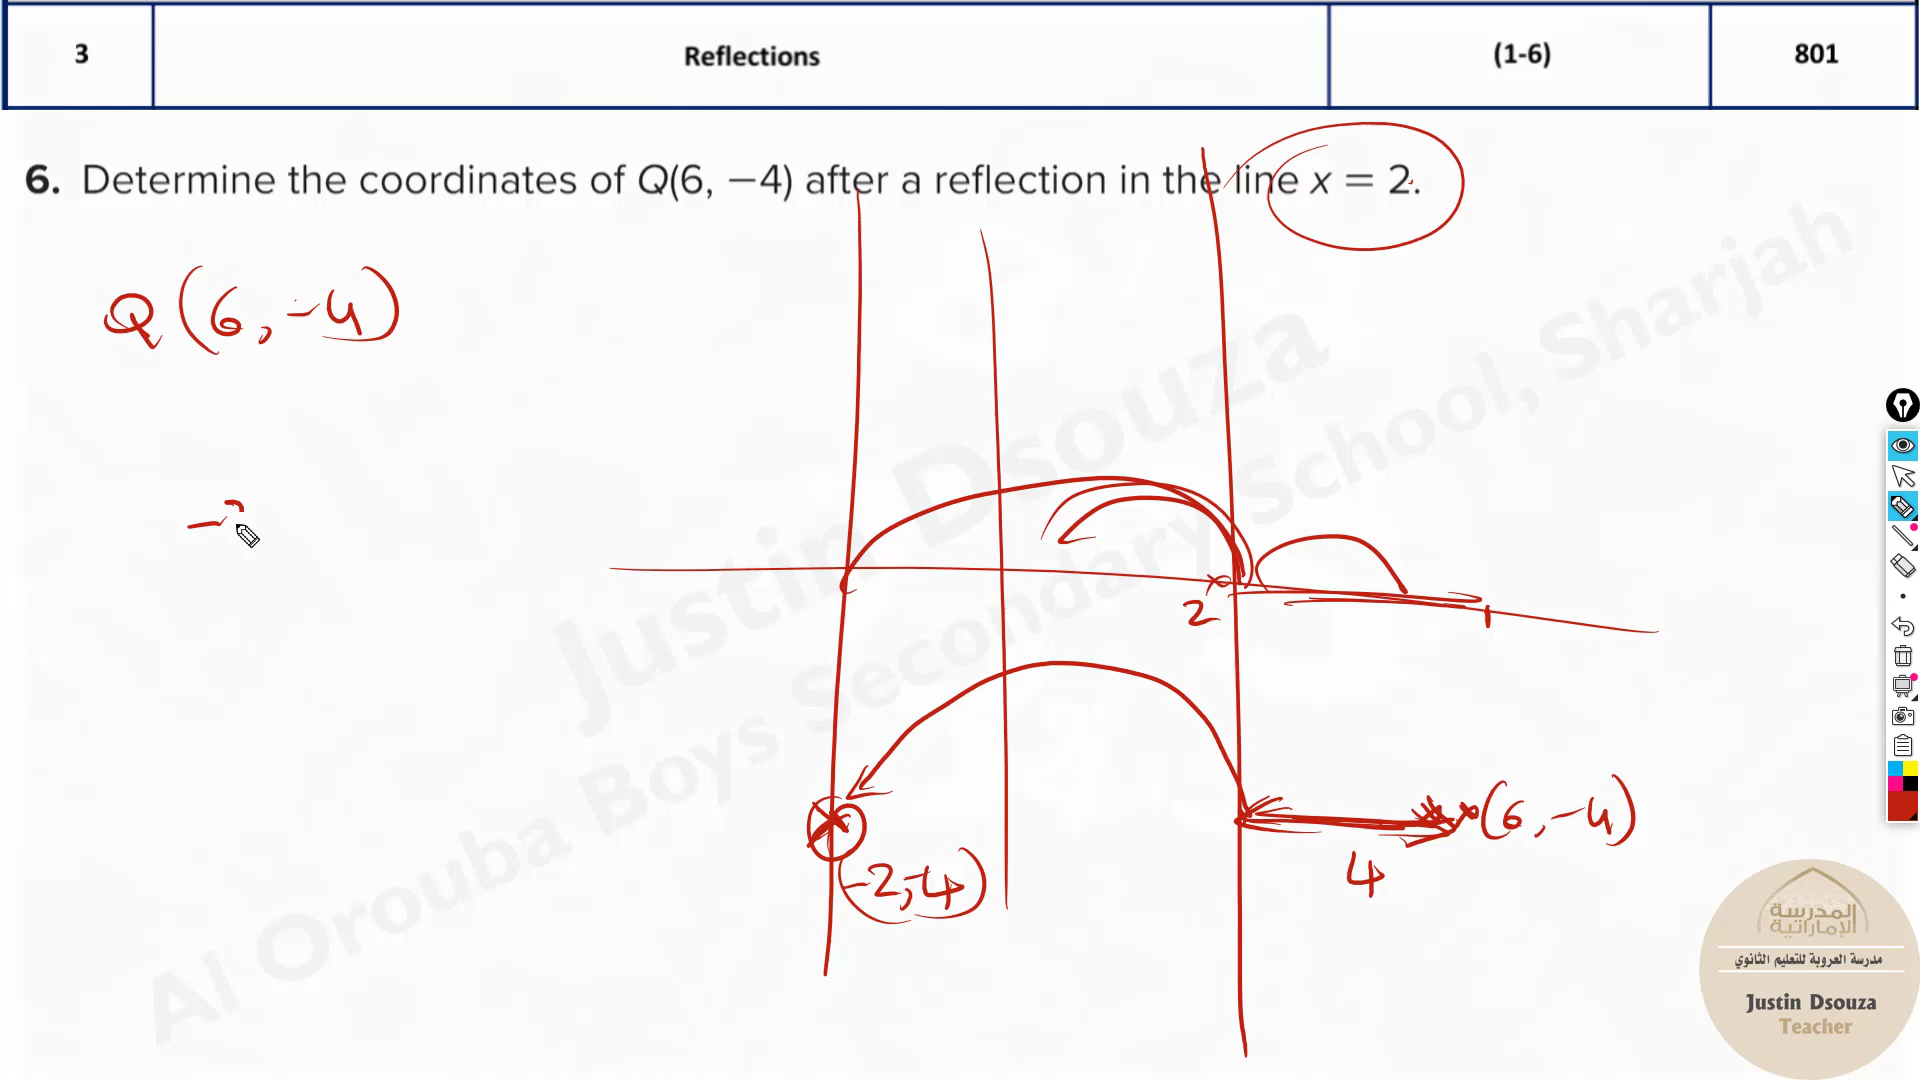 3 Reflections (1-6) 801
6. Determine the coordinates of Q(6, −4) after a reflection in the line x = 2.
Q (6, -4)
2
(6, -4)
4
(-2, -4)
Justin Dsouza
Al Orouba Boys Secondary School, Sharjah
المدرسة
الإماراتية
مدرسة العروبة للتعليم الثانوي
Justin Dsouza
Teacher